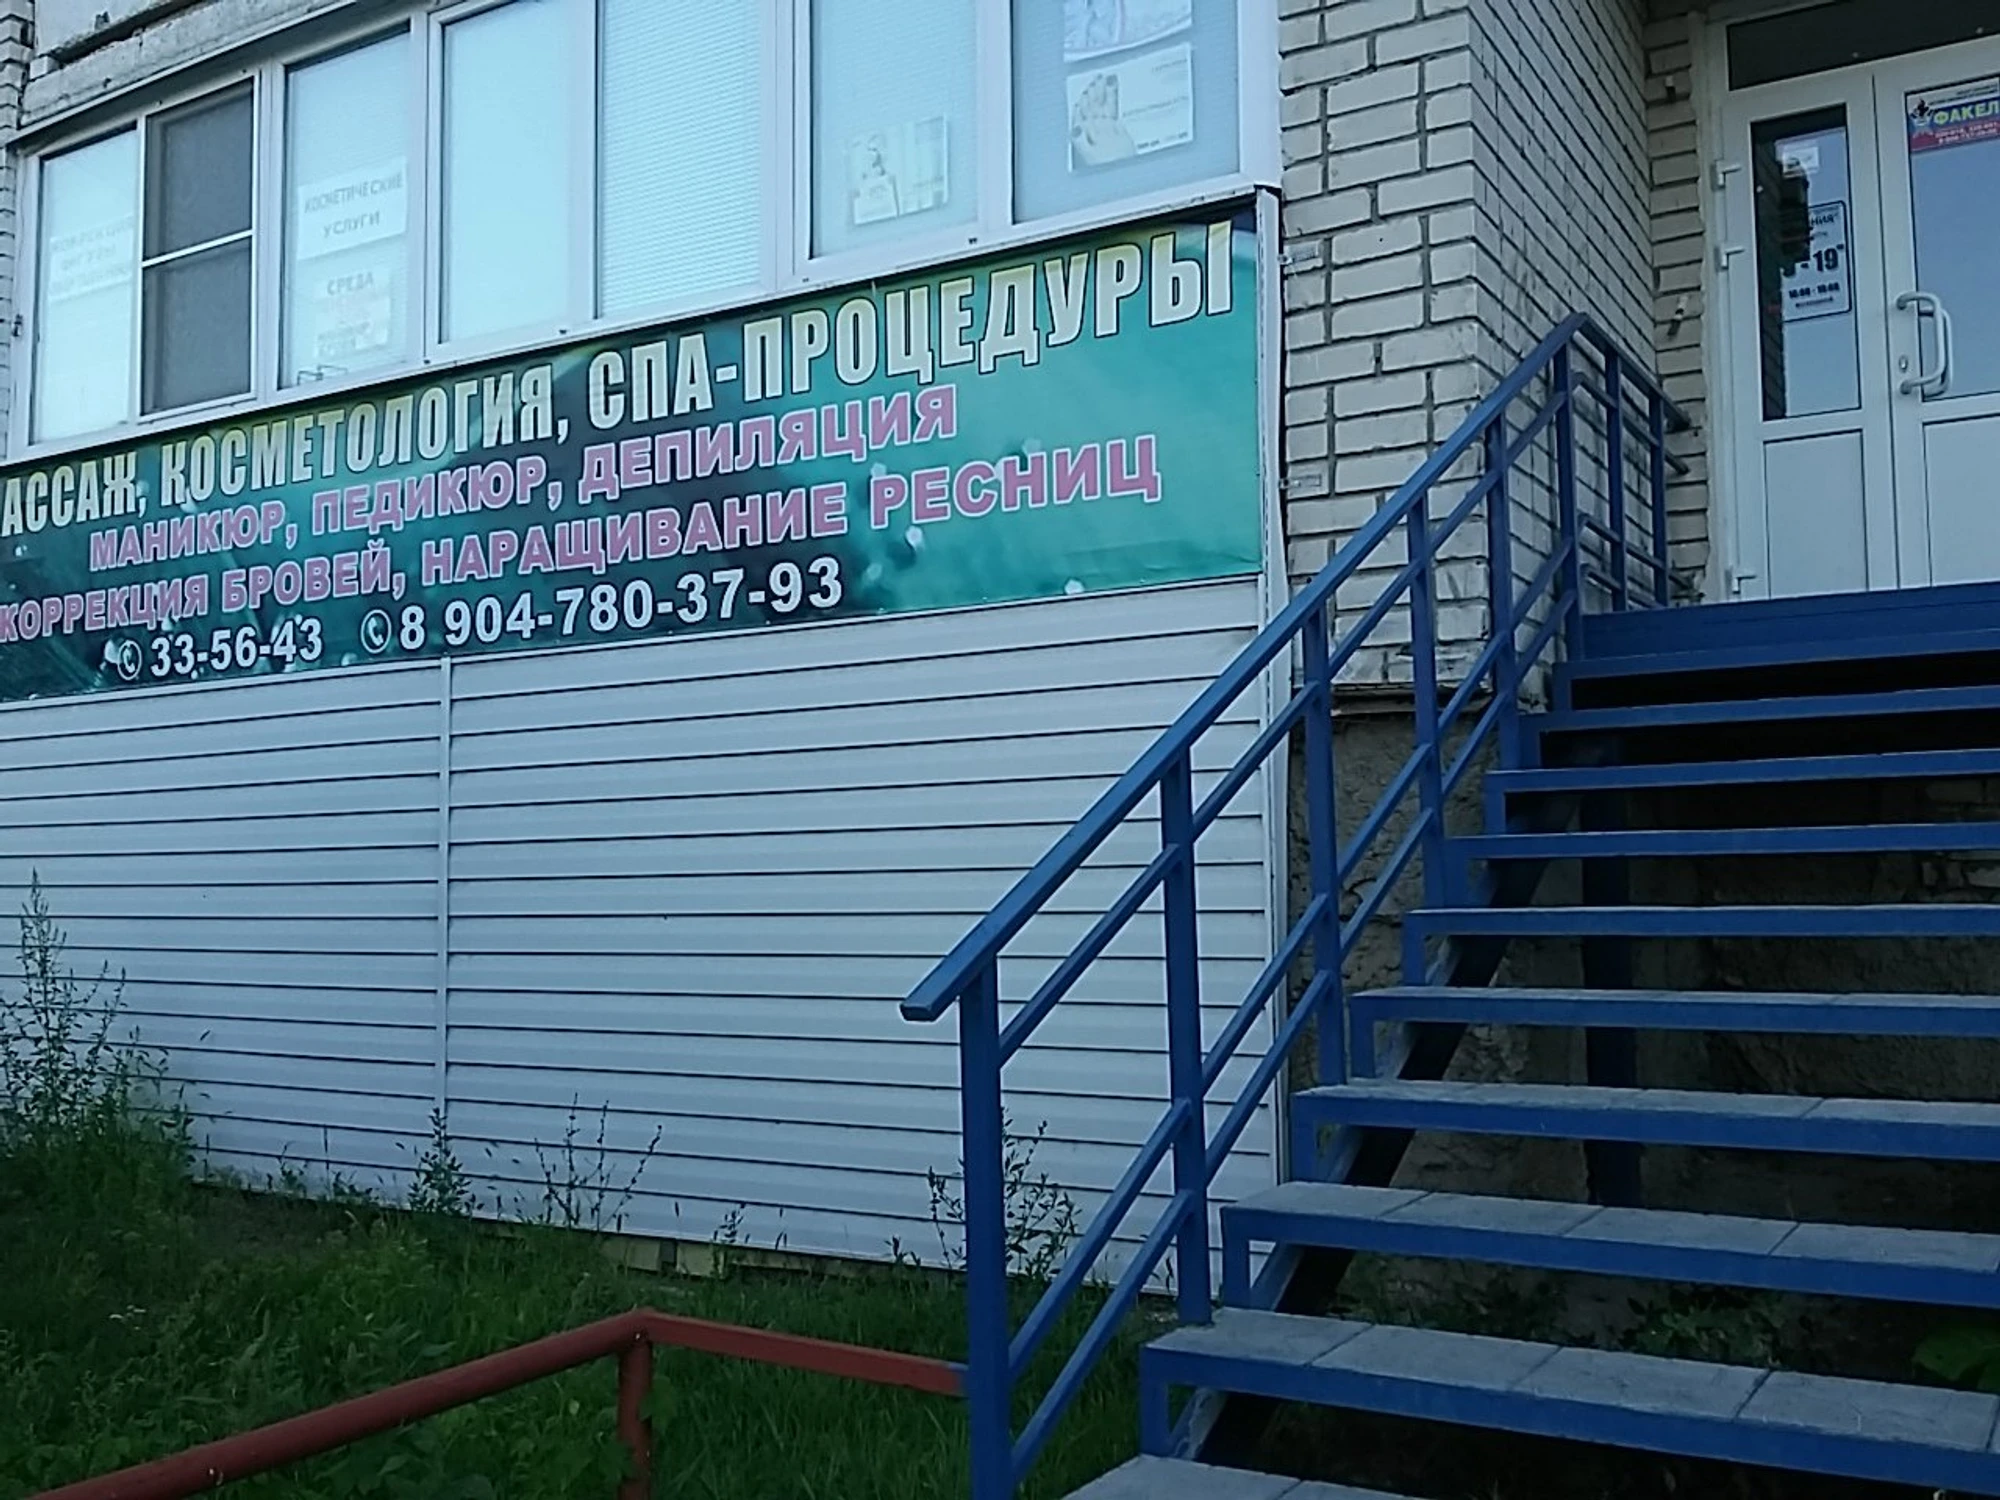 КОСМЕТИЧЕСКИЕ
УСЛУГИ
СРЕДА
АССАЖ, КОСМЕТОЛОГИЯ, СПА-ПРОЦЕДУРЫ
МАНИКЮР, ПЕДИКЮР, ДЕПИЛЯЦИЯ
КОРРЕКЦИЯ БРОВЕЙ, НАРАЩИВАНИЕ РЕСНИЦ
33-56-43 8 904-780-37-93
ФАКЕЛ
- 19"